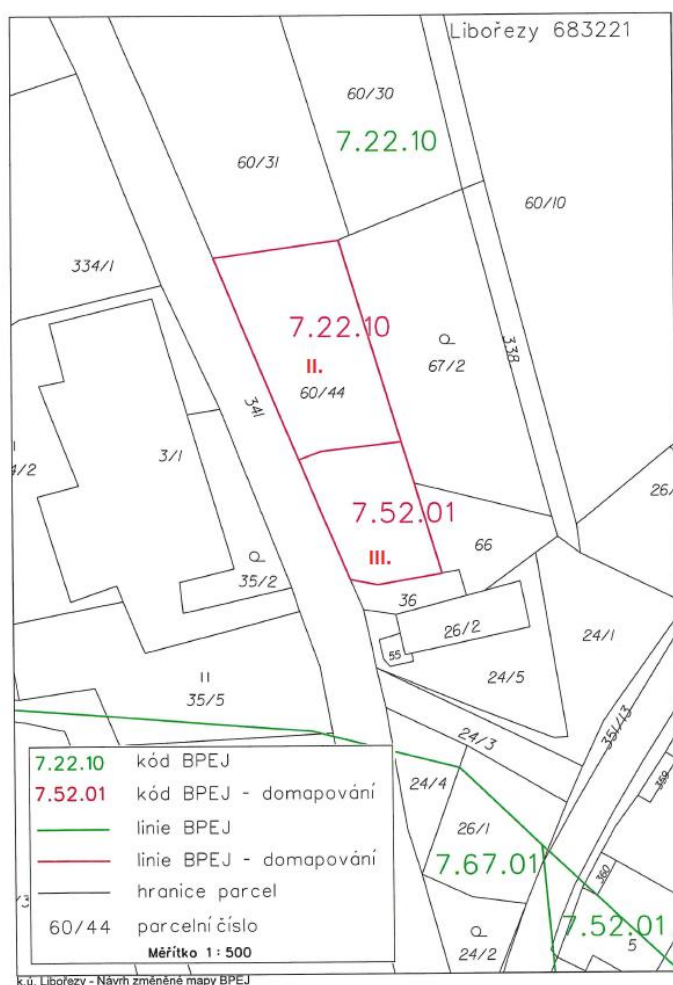 Libořezy 683221
60/30
7.22.10
60/31
60/10
334/1
7.22.10
II.
60/44
67/2
338
341
3/1
7.52.01
III.
66
35/2
36
26/2
55
24/1
24/5
35/5
24/3
351/13
24/4
26/1
359
7.67.01
360
7.52.01
5
24/2
7.22.10 kód BPEJ
7.52.01 kód BPEJ - domapování
linie BPEJ
linie BPEJ - domapování
hranice parcel
60/44 parcelní číslo
Měřítko 1 : 500
k.ú. Libořezy - Návrh změněné mapy BPEJ